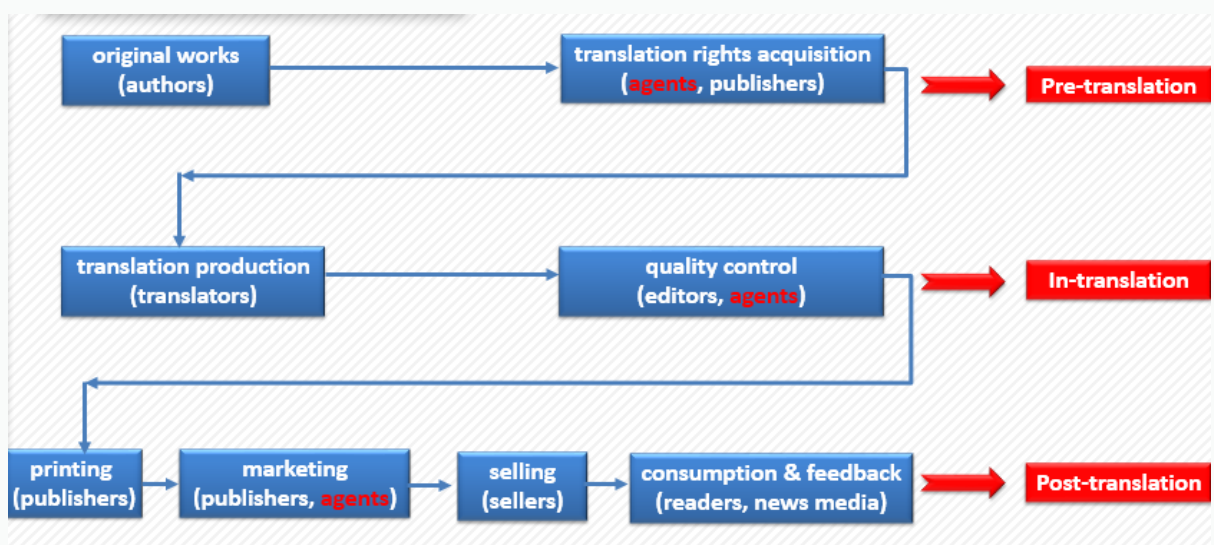 original works
(authors)
translation rights acquisition
(agents, publishers)
Pre-translation
translation production
(translators)
quality control
(editors, agents)
In-translation
printing
(publishers)
marketing
(publishers, agents)
selling
(sellers)
consumption & feedback
(readers, news media)
Post-translation